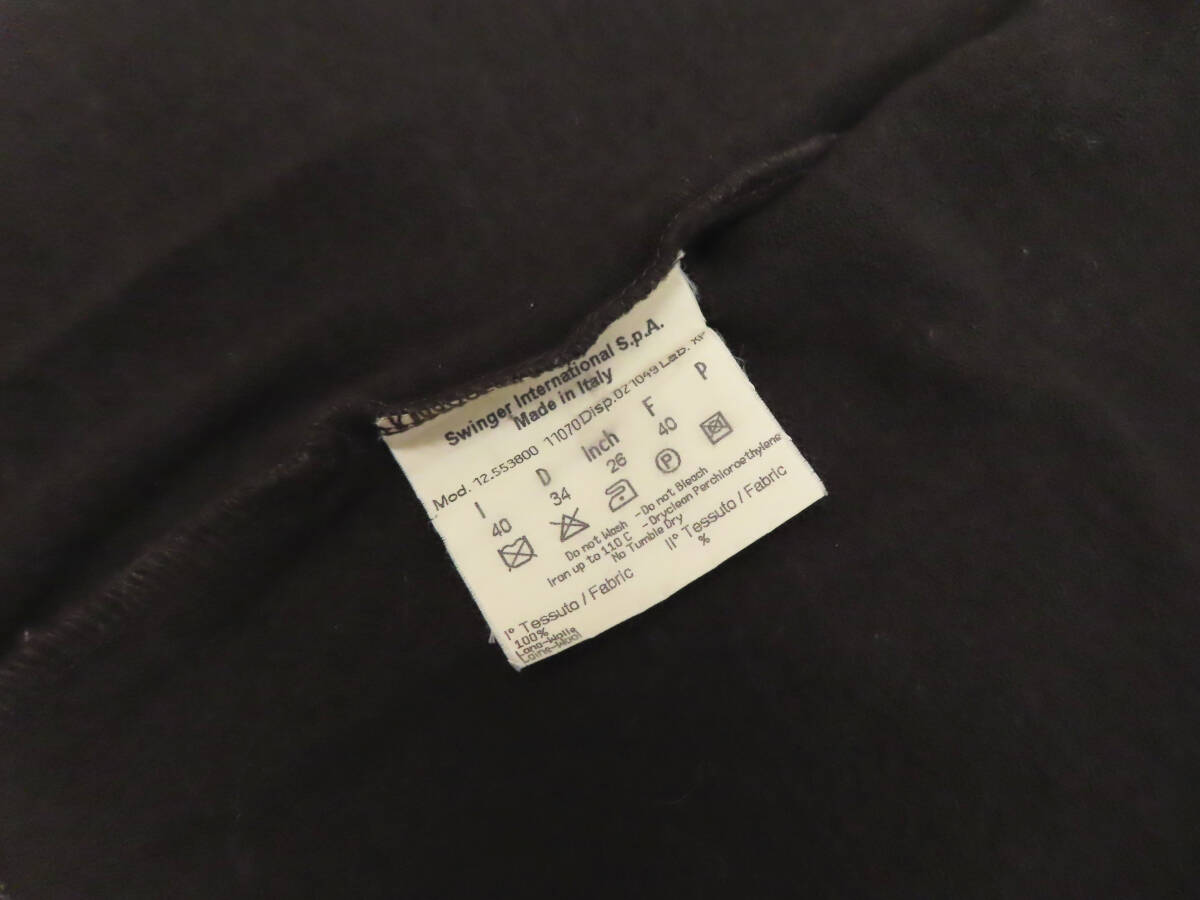 Swinger International S.p.A.
Made in Italy
Mod. 12.553800 11070Disp.021049 Lab.
I D Inch F P
40 34 26 40
P
Do not Wash -Do not Bleach
Iron up to 110 C -Dryclean Perchloroethylene
No Tumble Dry
I° Tessuto / Fabric II° Tessuto / Fabric
100% %
Lana-Wolle
Laine-Wool